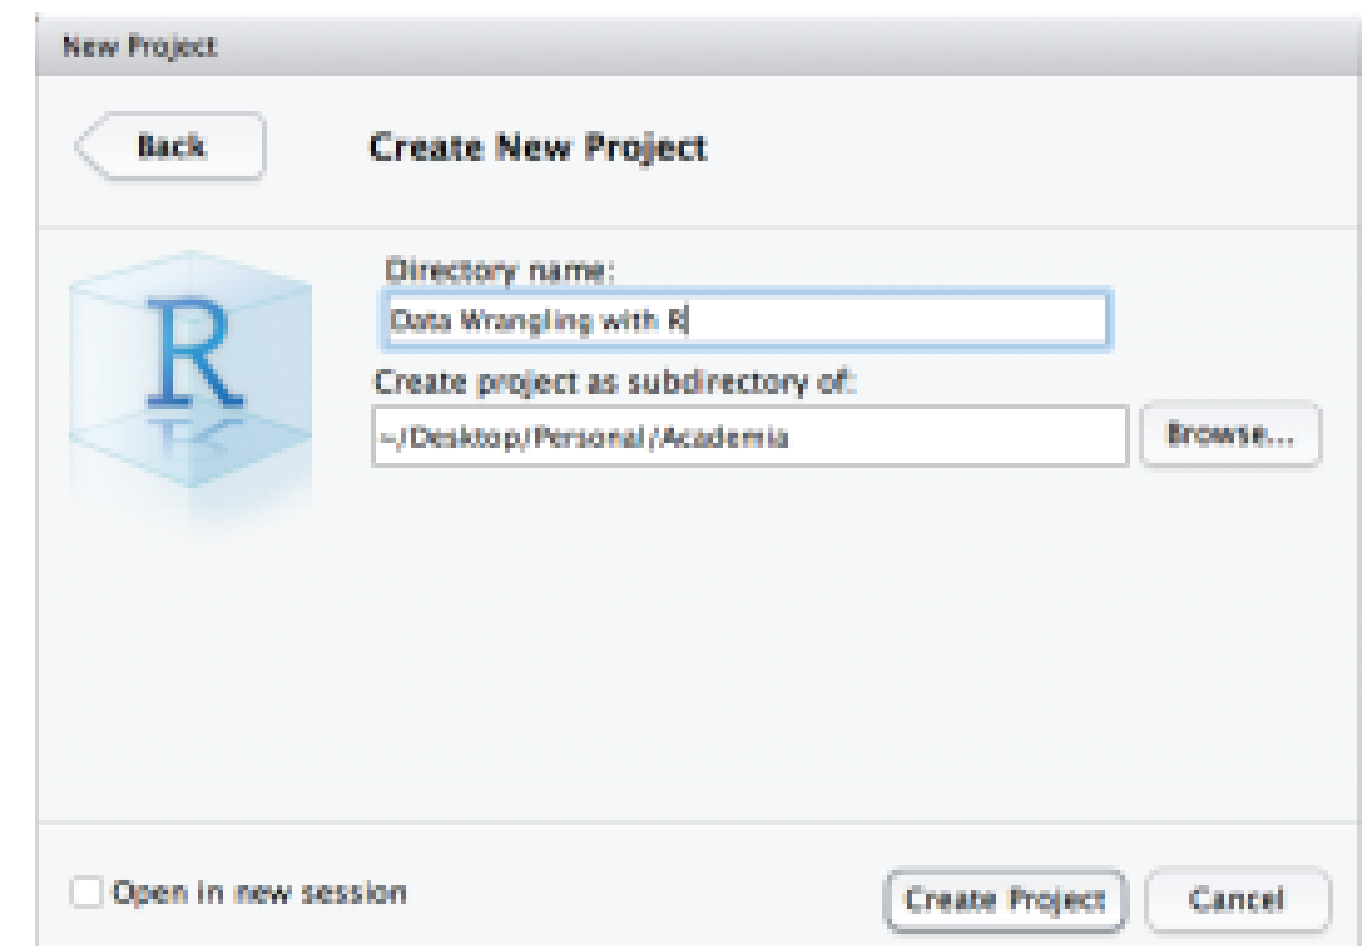 New Project
Back
Create New Project
R
Directory name:
Data Wrangling with R
Create project as subdirectory of:
~/Desktop/Personal/Academia
Browse...
Open in new session
Create Project
Cancel